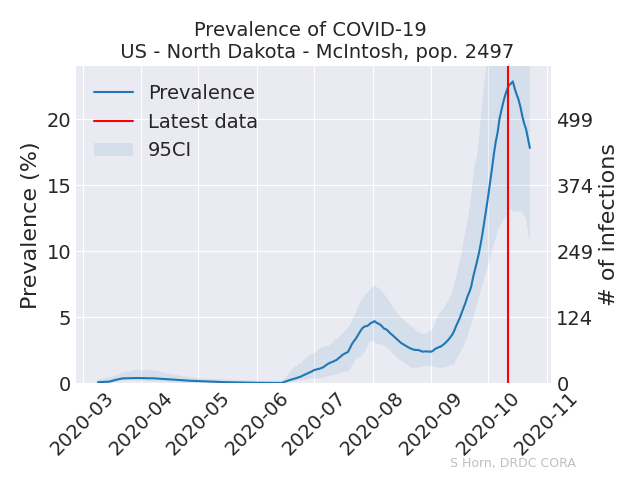 Prevalence of COVID-19
US - North Dakota - McIntosh, pop. 2497
Prevalence
Latest data
95CI
Prevalence (%)
20
15
10
5
0
# of infections
499
374
249
124
0
2020-03
2020-04
2020-05
2020-06
2020-07
2020-08
2020-09
2020-10
2020-11
S Horn, DRDC CORA